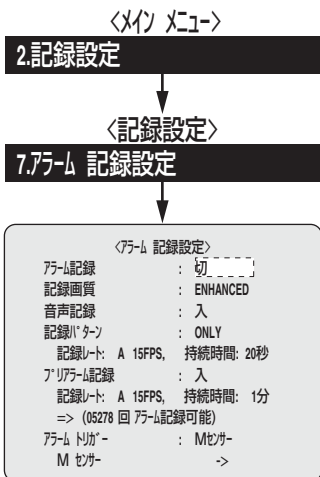 <メイン メニュー>
2.記録設定
<記録設定>
7.アラーム 記録設定
<アラーム 記録設定>
アラーム記録 : 切
記録画質 : ENHANCED
音声記録 : 入
記録パターン : ONLY
記録レート: A 15FPS, 持続時間: 20秒
プリアラーム記録 : 入
記録レート: A 15FPS, 持続時間: 1分
=> (05278 回 アラーム記録可能)
アラーム トリガー : Mセンサー
M センサー ->